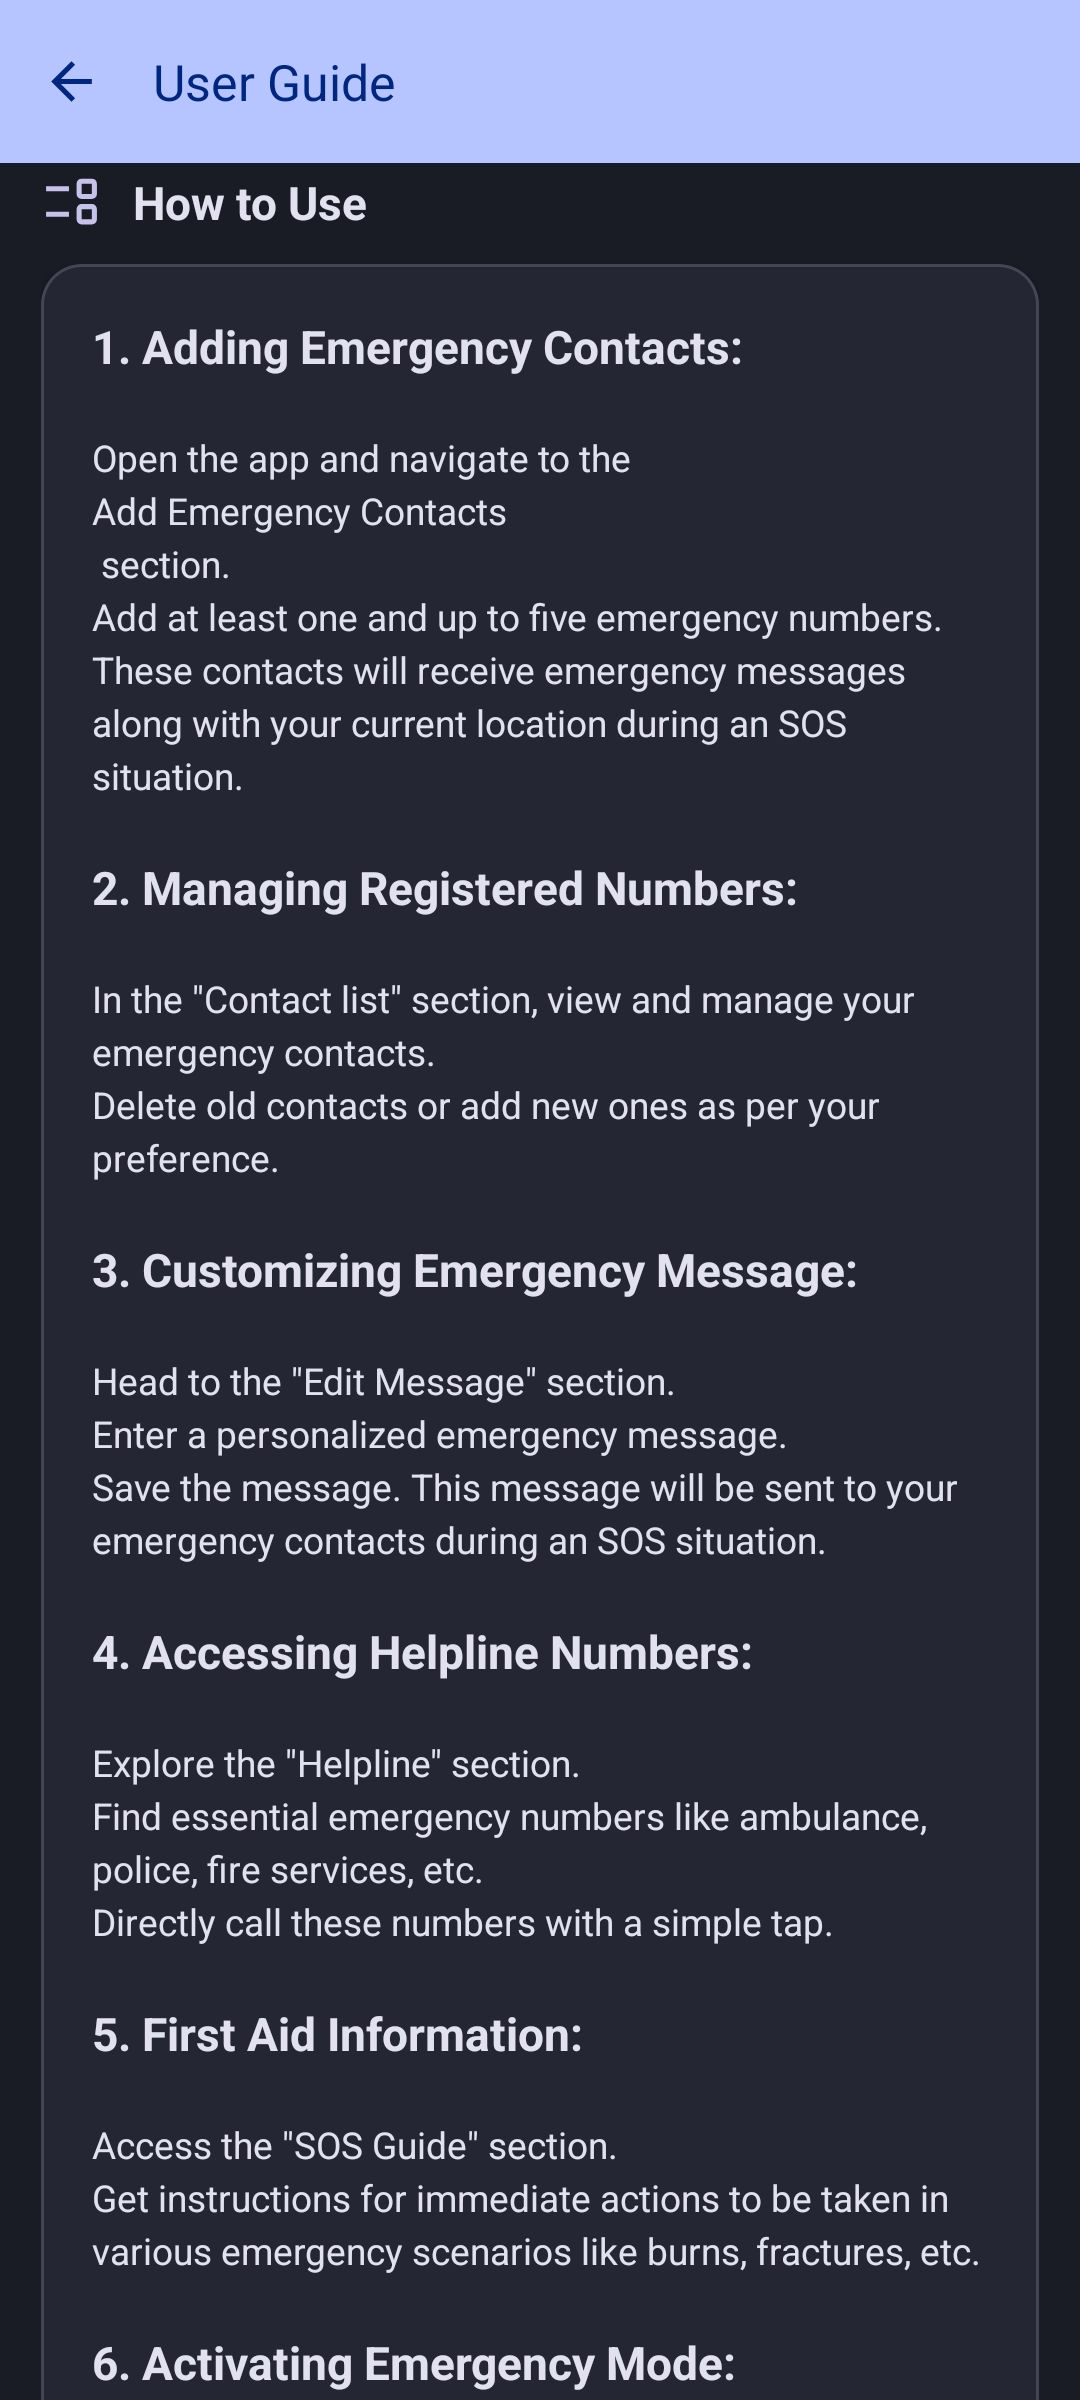 User Guide
How to Use
1. Adding Emergency Contacts:
Open the app and navigate to the
Add Emergency Contacts
section.
Add at least one and up to five emergency numbers.
These contacts will receive emergency messages
along with your current location during an SOS
situation.
2. Managing Registered Numbers:
In the "Contact list" section, view and manage your
emergency contacts.
Delete old contacts or add new ones as per your
preference.
3. Customizing Emergency Message:
Head to the "Edit Message" section.
Enter a personalized emergency message.
Save the message. This message will be sent to your
emergency contacts during an SOS situation.
4. Accessing Helpline Numbers:
Explore the "Helpline" section.
Find essential emergency numbers like ambulance,
police, fire services, etc.
Directly call these numbers with a simple tap.
5. First Aid Information:
Access the "SOS Guide" section.
Get instructions for immediate actions to be taken in
various emergency scenarios like burns, fractures, etc.
6. Activating Emergency Mode: